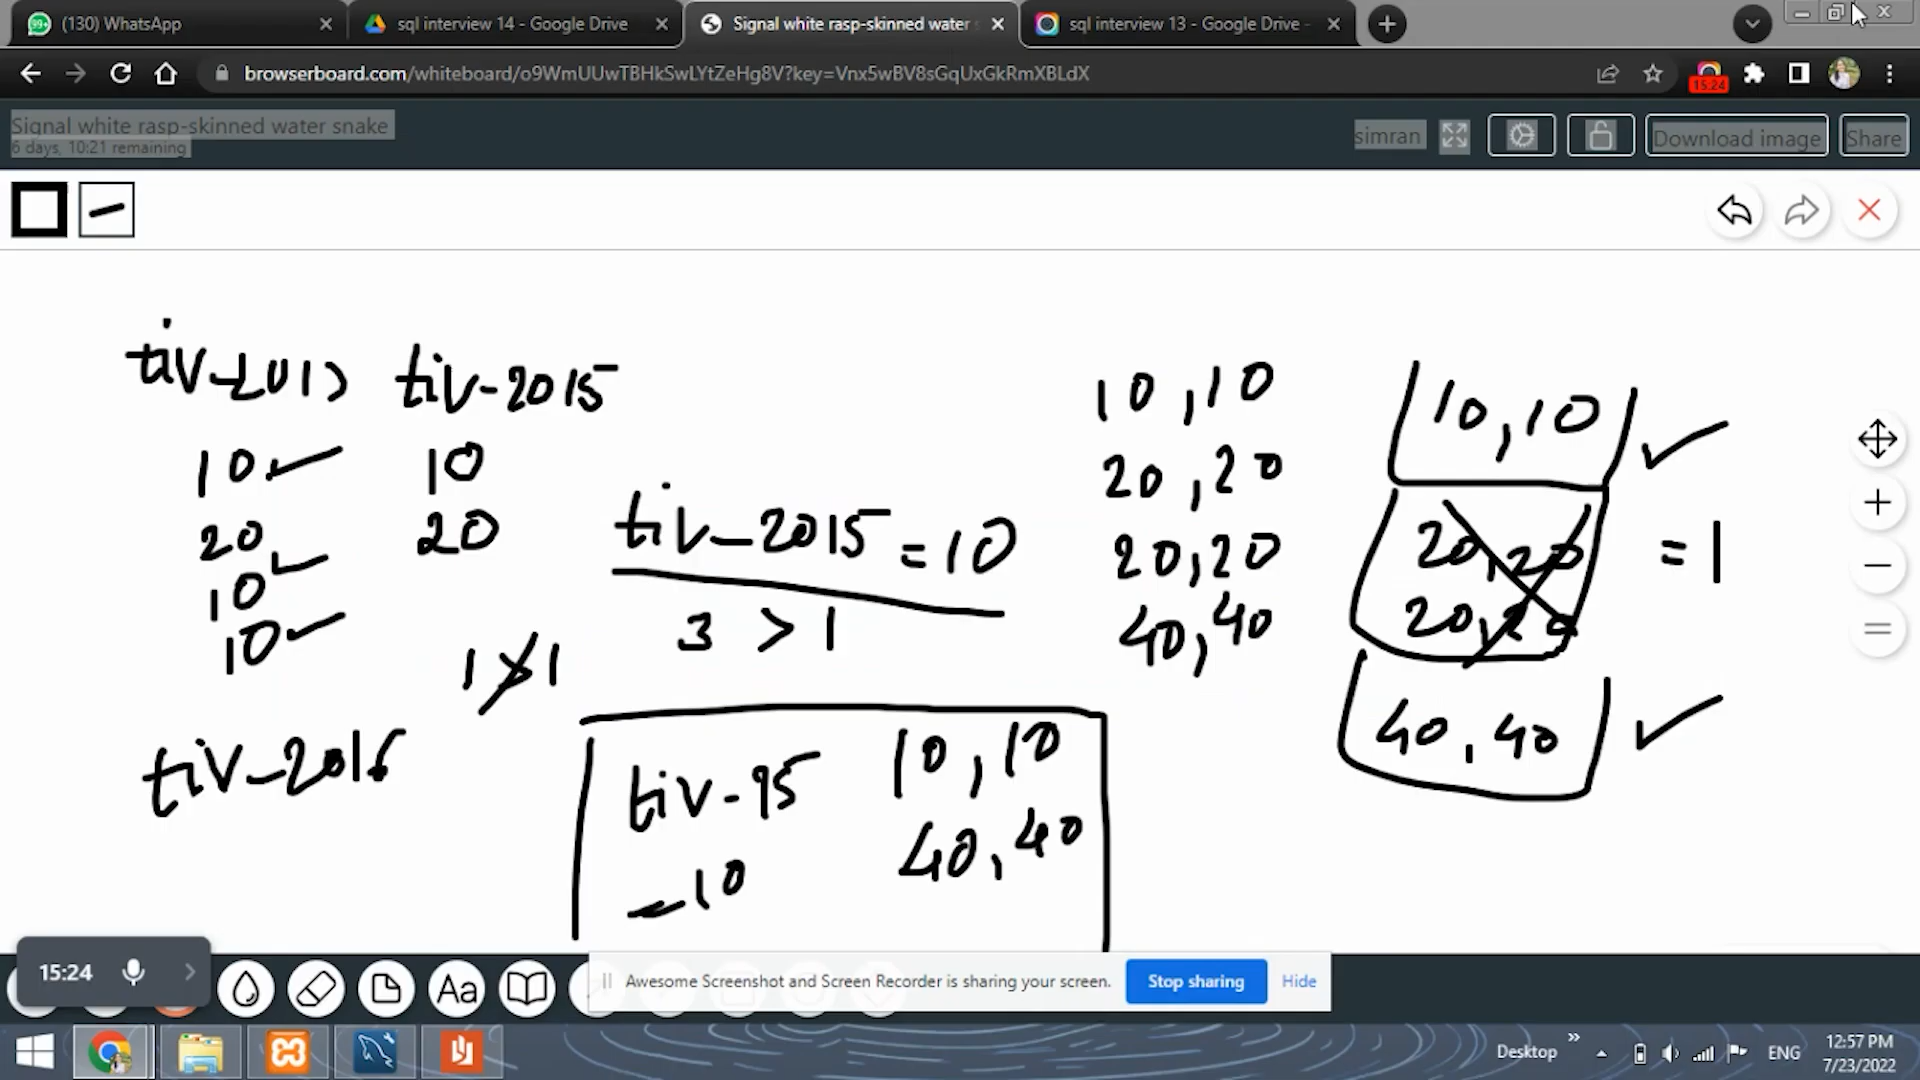 (130) WhatsApp
sql interview 14 - Google Drive
Signal white rasp-skinned water
sql interview 13 - Google Drive -
browserboard.com/whiteboard/o9WmUUwTBHkSwLYtZeHg8V?key=Vnx5wBV8sGqUxGkRmXBLdX
15:24
Signal white rasp-skinned water snake
6 days, 10:21 remaining
simran
Download image
Share
tiv-2015 tiv-2015
10 10
20 20
10
10
1 > 1
tiv-2016
tiv-2015 = 10
3 > 1
tiv-95 10,10
10 40,40
10,10
20,20
20,20
40,40
10,10
20,20
20,20
= 1
40,40
15:24
Aa
Awesome Screenshot and Screen Recorder is sharing your screen.
Stop sharing
Hide
Desktop
ENG
12:57 PM
7/23/2022